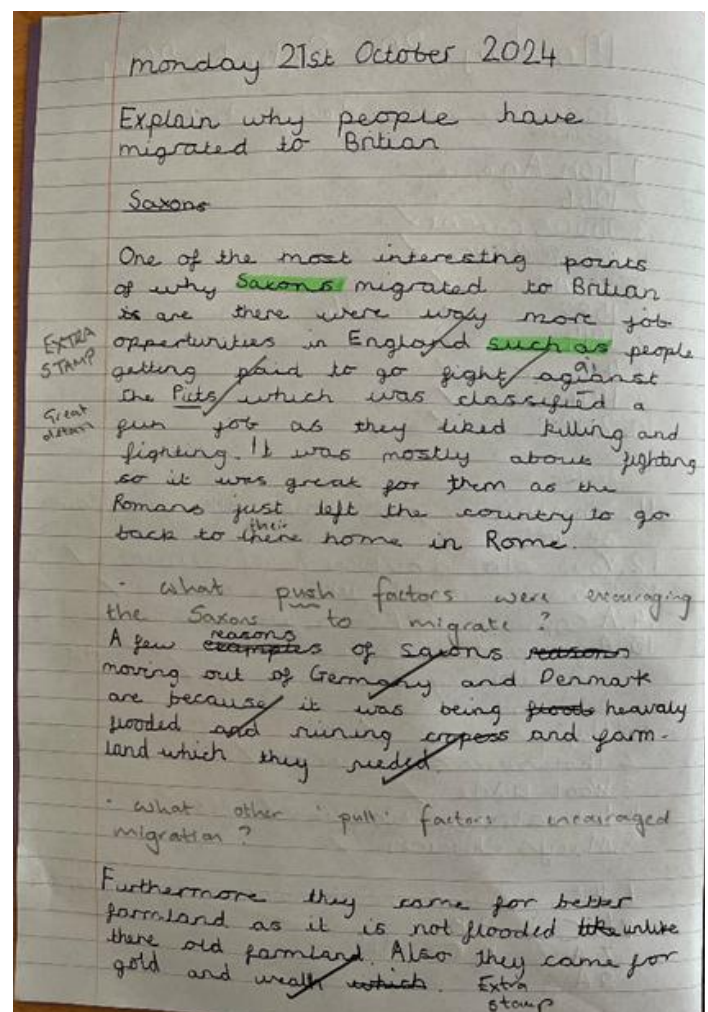 monday 21st October 2024
Explain why people have
migrated to Britian
Saxons
One of the most interesting points
of why Saxons migrated to Britian
is are there were way more job
EXTRA
STAMP
oppertunities in England such as people
getting paid to go fight agianst
the Picts which was classified a
Great
detail
fun job as they liked killing and
fighting. It was mostly about fighting
so it was great for them as the
Romans just left the country to go
their
back to there home in Rome.
· what push factors were encouraging
the Saxons to migrate?
reasons
A few examples of saxons reasons
moving out of Germany and Denmark
are because it was being floods heavaly
flooded and ruining cropess and farm-
land which they needed.
· what other 'pull' factors encouraged
migration?
Furthermore they came for better
farmland as it is not flooded like unlike
there old farmland. Also they came for
gold and wealh which.
Extra
stamp